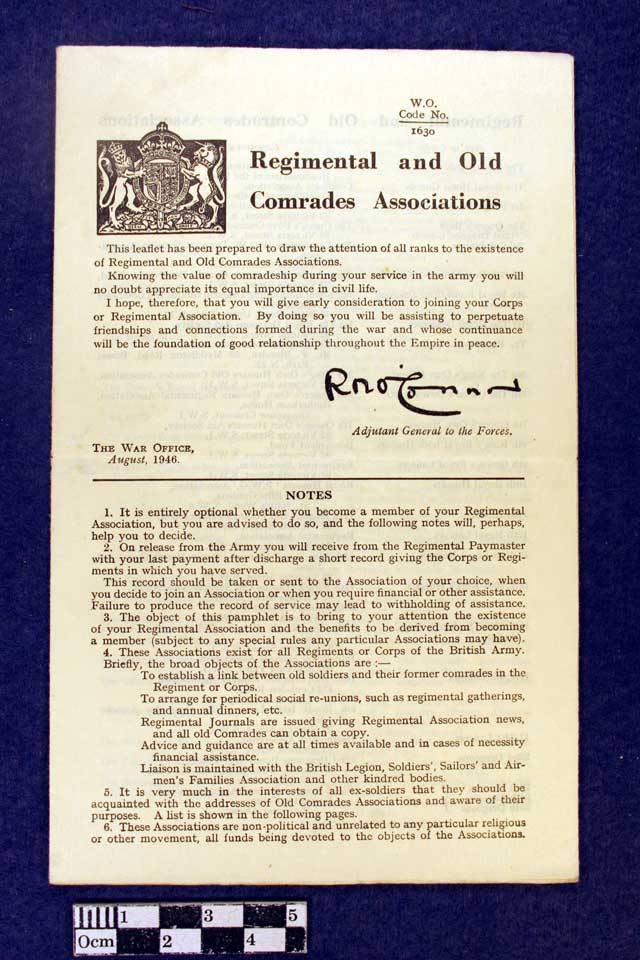 W.O.
Code No.
1630
Regimental and Old
Comrades Associations
This leaflet has been prepared to draw the attention of all ranks to the existence
of Regimental and Old Comrades Associations.
Knowing the value of comradeship during your service in the army you will
no doubt appreciate its equal importance in civil life.
I hope, therefore, that you will give early consideration to joining your Corps
or Regimental Association. By doing so you will be assisting to perpetuate
friendships and connections formed during the war and whose continuance
will be the foundation of good relationship throughout the Empire in peace.
Adjutant General to the Forces.
The War Office,
August, 1946.
NOTES
1. It is entirely optional whether you become a member of your Regimental
Association, but you are advised to do so, and the following notes will, perhaps,
help you to decide.
2. On release from the Army you will receive from the Regimental Paymaster
with your last payment after discharge a short record giving the Corps or Regi-
ments in which you have served.
This record should be taken or sent to the Association of your choice, when
you decide to join an Association or when you require financial or other assistance.
Failure to produce the record of service may lead to withholding of assistance.
3. The object of this pamphlet is to bring to your attention the existence
of your Regimental Association and the benefits to be derived from becoming
a member (subject to any special rules any particular Associations may have).
4. These Associations exist for all Regiments or Corps of the British Army.
Briefly, the broad objects of the Associations are :—
To establish a link between old soldiers and their former comrades in the
Regiment or Corps.
To arrange for periodical social re-unions, such as regimental gatherings,
and annual dinners, etc.
Regimental Journals are issued giving Regimental Association news,
and all old Comrades can obtain a copy.
Advice and guidance are at all times available and in cases of necessity
financial assistance.
Liaison is maintained with the British Legion, Soldiers', Sailors' and Air-
men's Families Association and other kindred bodies.
5. It is very much in the interests of all ex-soldiers that they should be
acquainted with the addresses of Old Comrades Associations and aware of their
purposes. A list is shown in the following pages.
6. These Associations are non-political and unrelated to any particular religious
or other movement, all funds being devoted to the objects of the Associations.
1 3 5
0cm 2 4